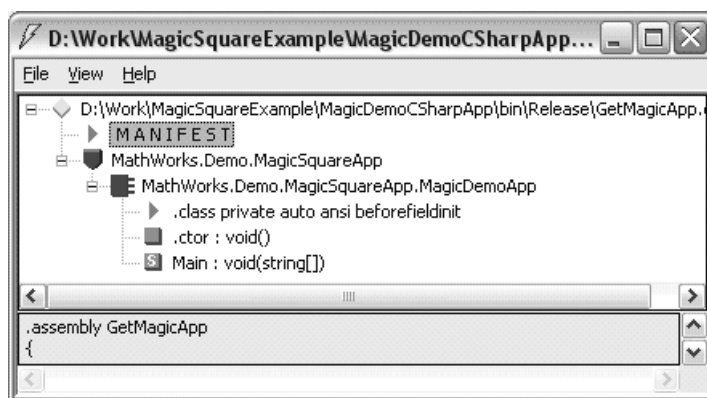 D:\Work\MagicSquareExample\MagicDemoCSharpApp...
File View Help
D:\Work\MagicSquareExample\MagicDemoCSharpApp\bin\Release\GetMagicApp.
MANIFEST
MathWorks.Demo.MagicSquareApp
MathWorks.Demo.MagicSquareApp.MagicDemoApp
.class private auto ansi beforefieldinit
.ctor : void()
S Main : void(string[])
.assembly GetMagicApp
{